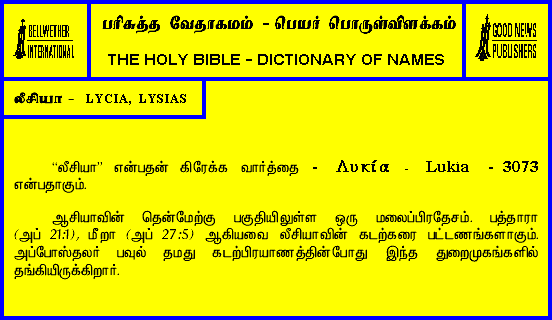 BELLWETHER
INTERNATIONAL
பரிசுத்த வேதாகமம் - பெயர் பொருள்விளக்கம்
THE HOLY BIBLE - DICTIONARY OF NAMES
GOOD NEWS
PUBLISHERS
லீசியா - LYCIA, LYSIAS
“லீசியா” என்பதன் கிரேக்க வார்த்தை - Λυκία - Lukia - 3073
என்பதாகும்.
ஆசியாவின் தென்மேற்கு பகுதியிலுள்ள ஒரு மலைப்பிரதேசம். பத்தாரா
(அப் 21:1), மீறா (அப் 27:5) ஆகியவை லீசியாவின் கடற்கரை பட்டணங்களாகும்.
அப்போஸ்தலர் பவுல் தமது கடற்பிரயாணத்தின்போது இந்த துறைமுகங்களில்
தங்கியிருக்கிறார்.